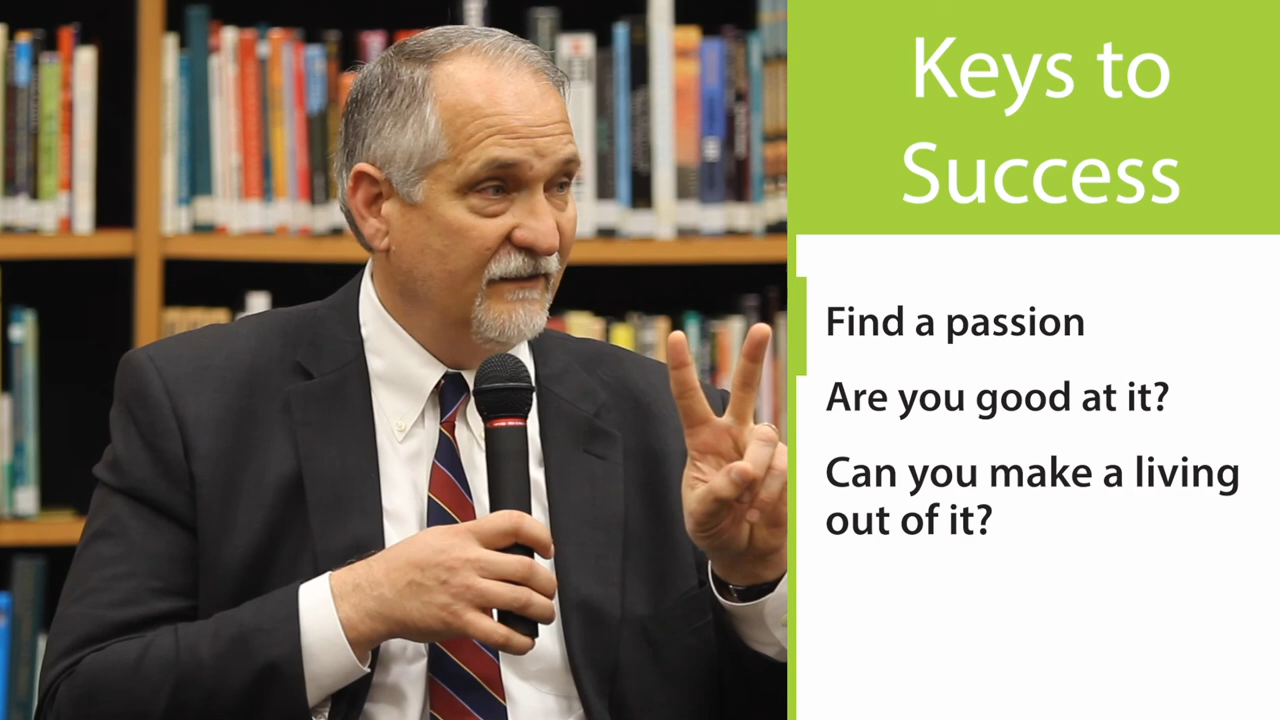 Keys to
Success
Find a passion
Are you good at it?
Can you make a living
out of it?